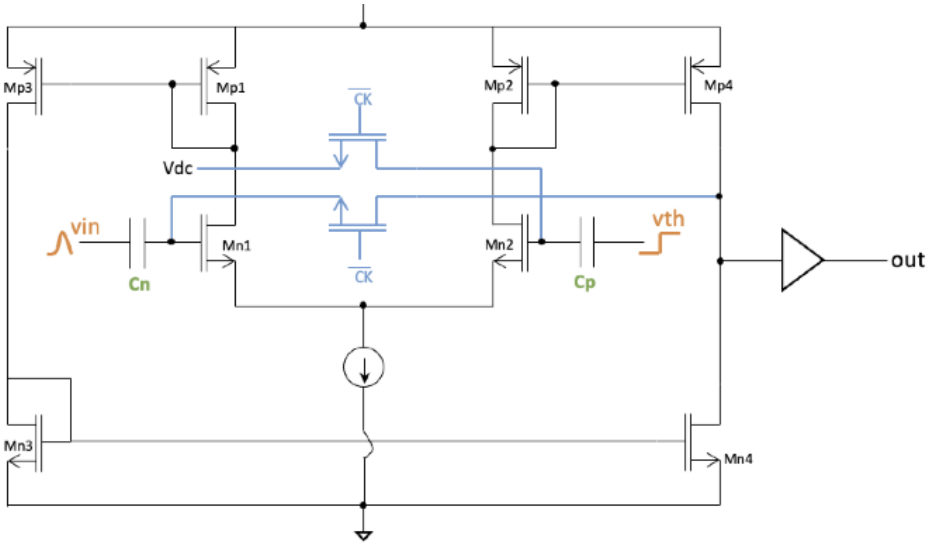 Mp3
Mp1
Mp2
Mp4
CK
Vdc
vin
vth
Mn1
Mn2
Cn
CK
Cp
out
Mn3
Mn4